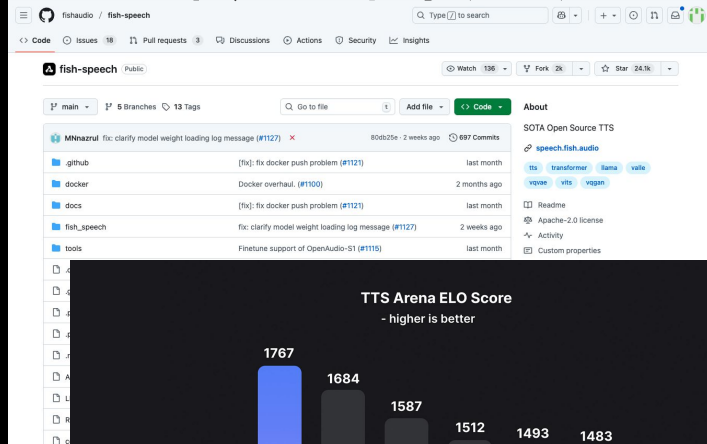 fishaudio / fish-speech
Type / to search
Code
Issues 18
Pull requests 3
Discussions
Actions
Security
Insights
fish-speech Public
Watch 136
Fork 2k
Star 24.1k
main
5 Branches
13 Tags
Go to file
t
Add file
Code
About
SOTA Open Source TTS
speech.fish.audio
tts transformer llama valle
vqvae vits vqgan
Readme
Apache-2.0 license
Activity
Custom properties
MNnazrul fix: clarify model weight loading log message (#1127) 80db25e · 2 weeks ago 697 Commits
.github [fix]: fix docker push problem (#1121) last month
docker Docker overhaul. (#1100) 2 months ago
docs [fix]: fix docker push problem (#1121) last month
fish_speech fix: clarify model weight loading log message (#1127) 2 weeks ago
tools Finetune support of OpenAudio-S1 (#1115) last month
TTS Arena ELO Score
- higher is better
1767
1684
1587
1512
1493
1483